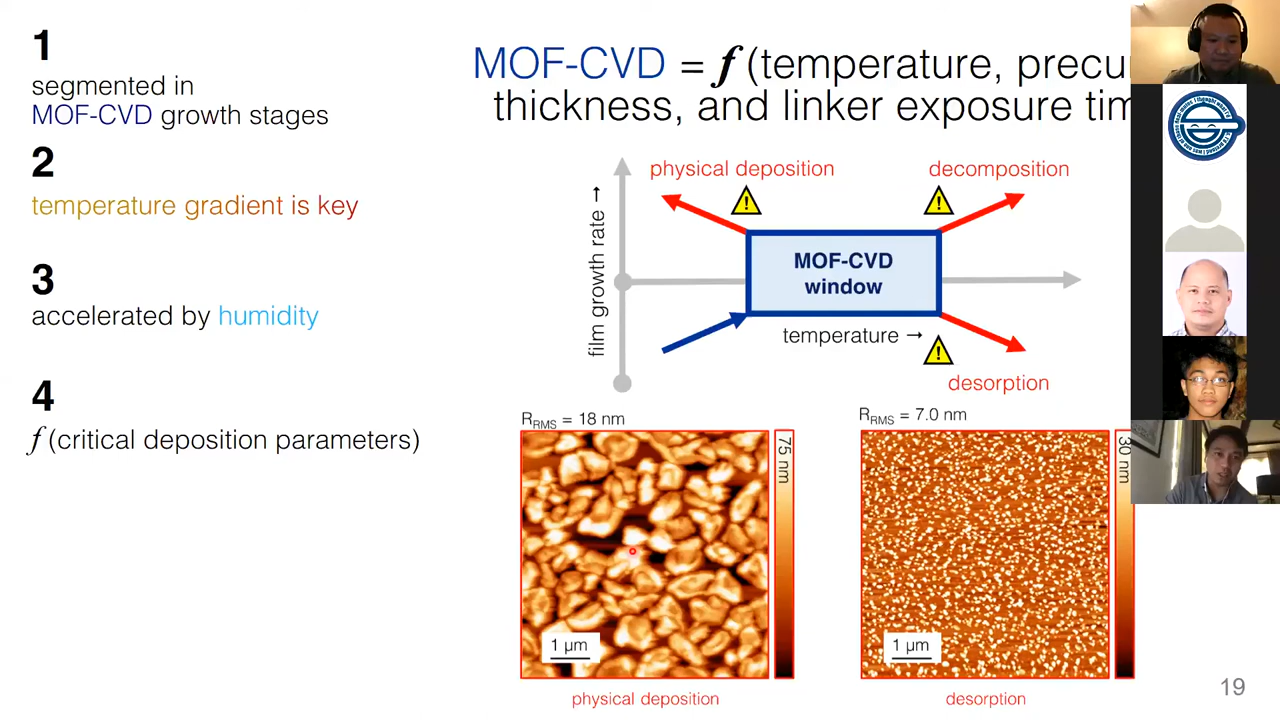 1
segmented in
MOF-CVD growth stages
2
temperature gradient is key
3
accelerated by humidity
4
f (critical deposition parameters)
MOF-CVD = f (temperature, precu
thickness, and linker exposure tim
physical deposition
decomposition
film growth rate →
MOF-CVD
window
temperature →
desorption
R_RMS = 18 nm
75 nm
1 µm
physical deposition
R_RMS = 7.0 nm
30 nm
1 µm
desorption
19